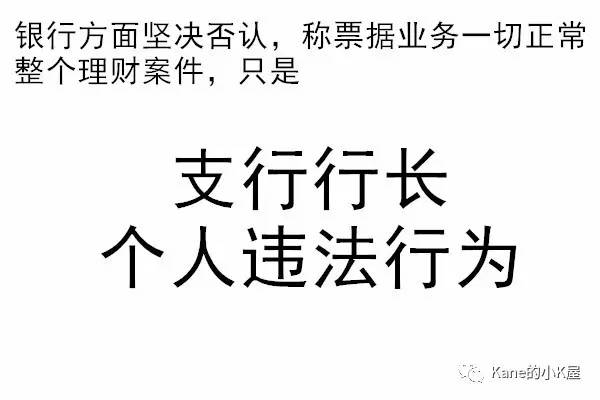 银行方面坚决否认，称票据业务一切正常
整个理财案件，只是
支行行长
个人违法行为
Kane的小K屋